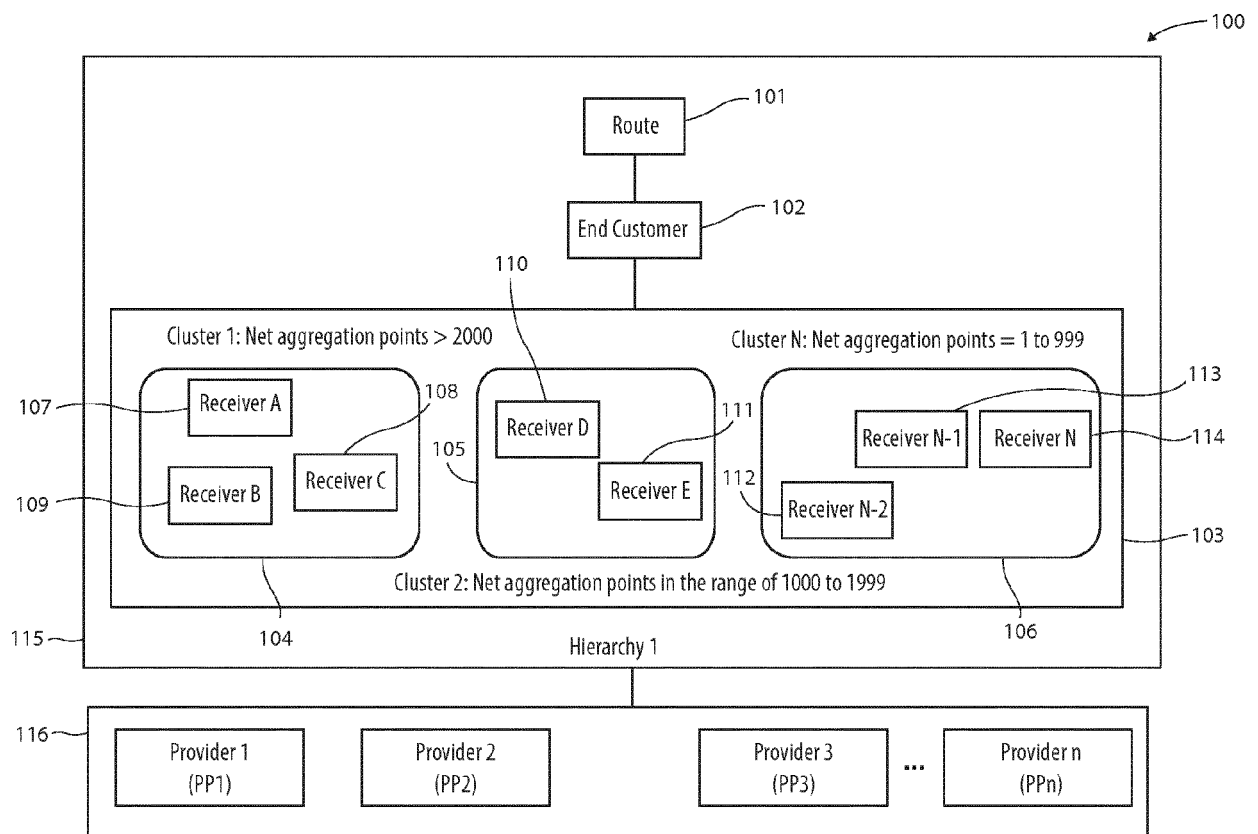 100
101
Route
102
End Customer
110
Cluster 1: Net aggregation points > 2000
Cluster N: Net aggregation points = 1 to 999
107
Receiver A
108
113
Receiver D
111
Receiver N-1
Receiver N
114
105
109
Receiver B
Receiver C
Receiver E
112
Receiver N-2
103
Cluster 2: Net aggregation points in the range of 1000 to 1999
104
106
115
Hierarchy 1
116
Provider 1
(PP1)
Provider 2
(PP2)
Provider 3
(PP3)
...
Provider n
(PPn)